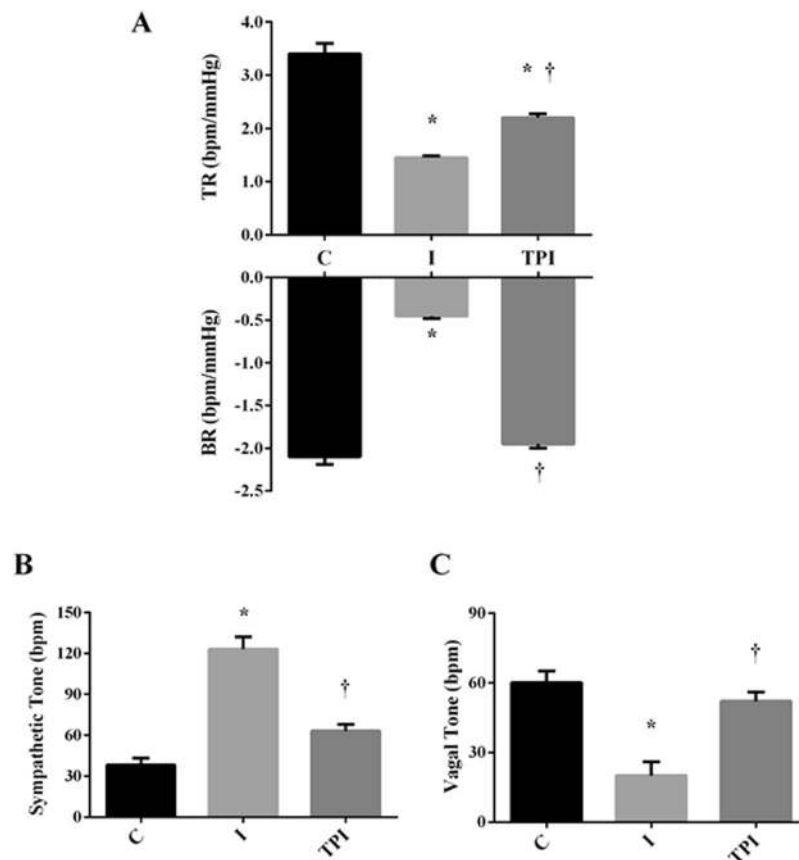 A
TR (bpm/mmHg)
4.0
3.0
2.0
1.0
0.0
* * †
C I TPI
BR (bpm/mmHg)
0.0
-0.5
-1.0
-1.5
-2.0
-2.5
* †
B
Sympathetic Tone (bpm)
150
120
90
60
30
0
* †
C I TPI
C
Vagal Tone (bpm)
90
60
30
0
* †
C I TPI